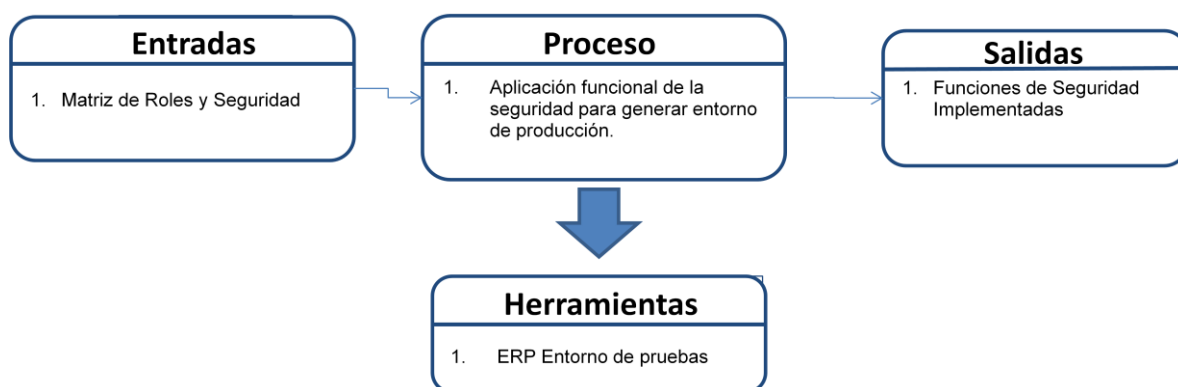 Entradas
1. Matriz de Roles y Seguridad
Proceso
1. Aplicación funcional de la
seguridad para generar entorno
de producción.
Salidas
1. Funciones de Seguridad
Implementadas
Herramientas
1. ERP Entorno de pruebas